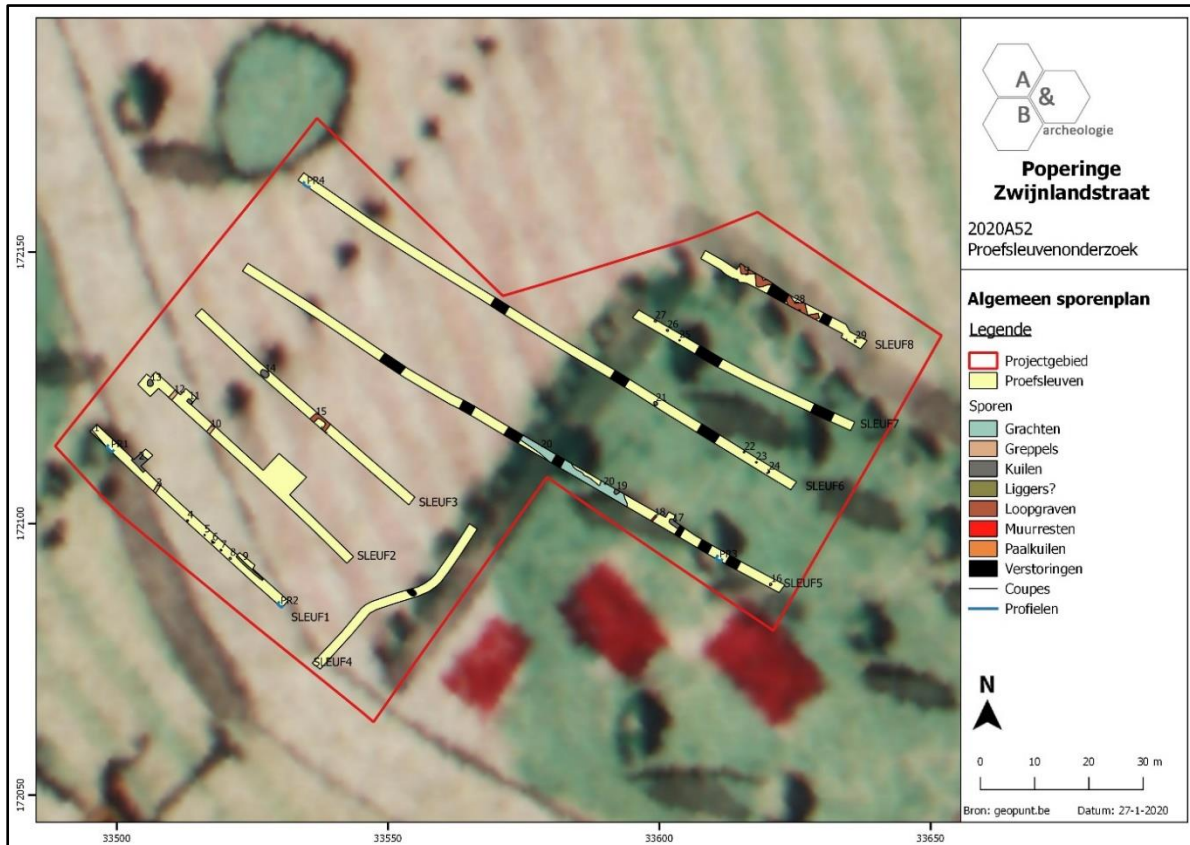 A
&
B
archeologie
Poperinge
Zwijnlandstraat
2020A52
Proefsleuvenonderzoek
Algemeen sporenplan
Legende
Projectgebied
Proefsleuven
Sporen
Grachten
Greppels
Kuilen
Liggers?
Loopgraven
Muurresten
Paalkuilen
Verstoringen
Coupes
Profielen
N
0 10 20 30 m
Bron: geopunt.be Datum: 27-1-2020
172150
172100
172050
33500
33550
33600
33650
PR4
28
29
SLEUF8
27
26
25
SLEUF7
21
22
23
24
SLEUF6
20
20
19
18
17
PR3
16
SLEUF5
14
15
SLEUF3
12
11
10
SLEUF2
1
PR1
3
4
5
6
7
8
9
PR2
SLEUF1
SLEUF4